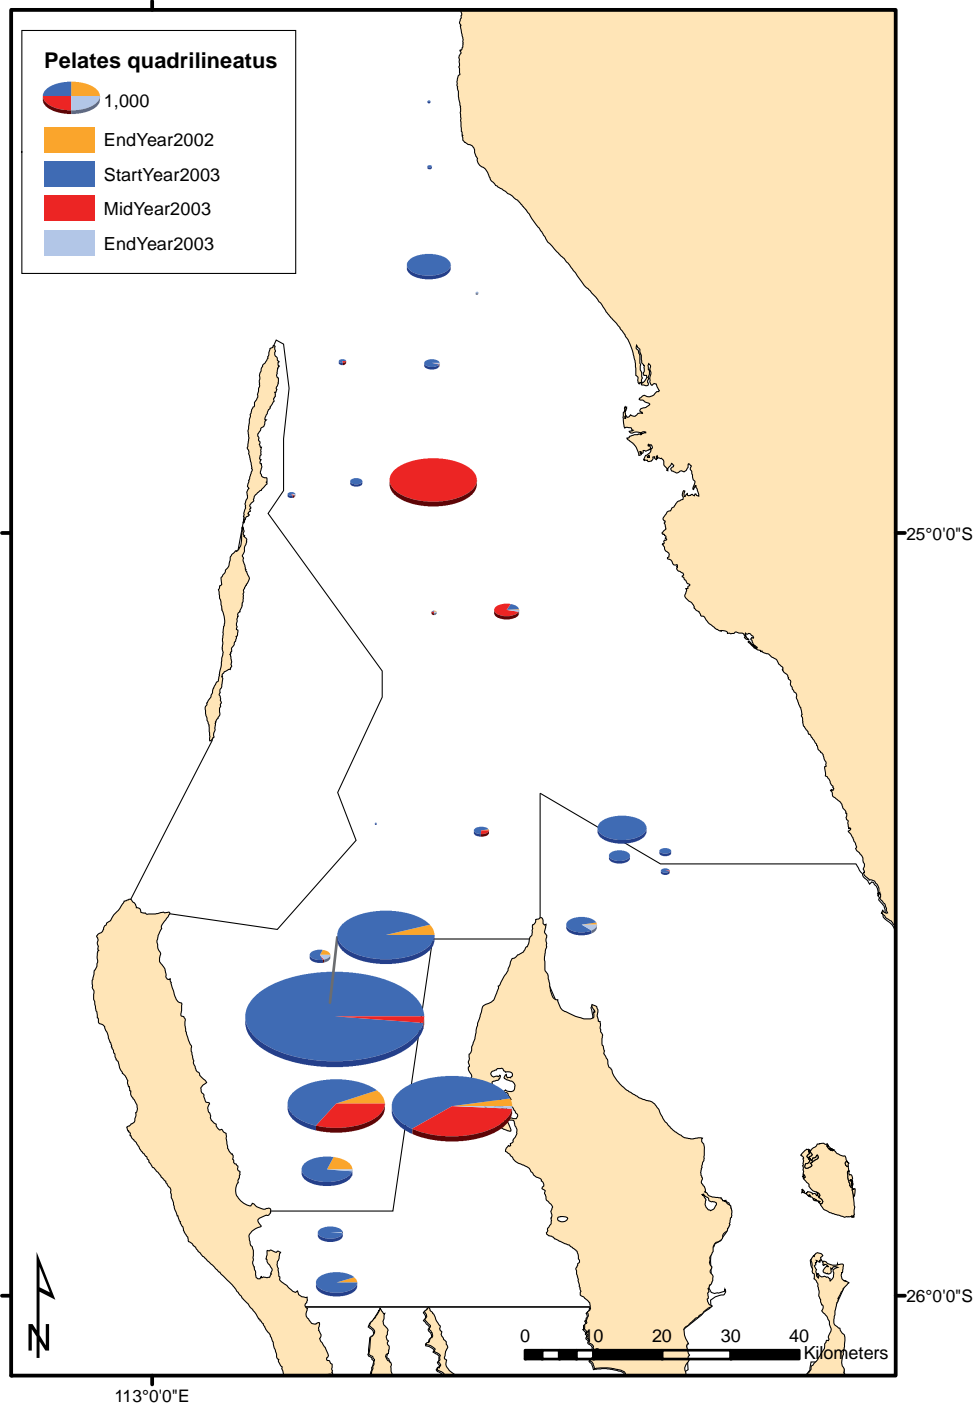 Pelates quadrilineatus
1,000
EndYear2002
StartYear2003
MidYear2003
EndYear2003
25°0'0"S
26°0'0"S
N
0 10 20 30 40
Kilometers
113°0'0"E